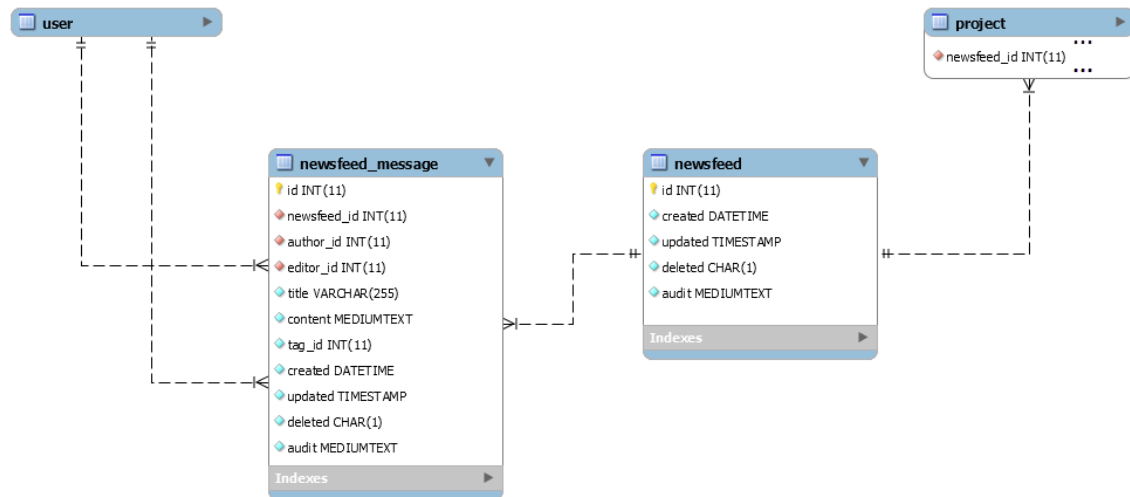 user
project
...
newsfeed_id INT(11)
...
newsfeed_message
id INT(11)
newsfeed_id INT(11)
author_id INT(11)
editor_id INT(11)
title VARCHAR(255)
content MEDIUMTEXT
tag_id INT(11)
created DATETIME
updated TIMESTAMP
deleted CHAR(1)
audit MEDIUMTEXT
Indexes
newsfeed
id INT(11)
created DATETIME
updated TIMESTAMP
deleted CHAR(1)
audit MEDIUMTEXT
Indexes